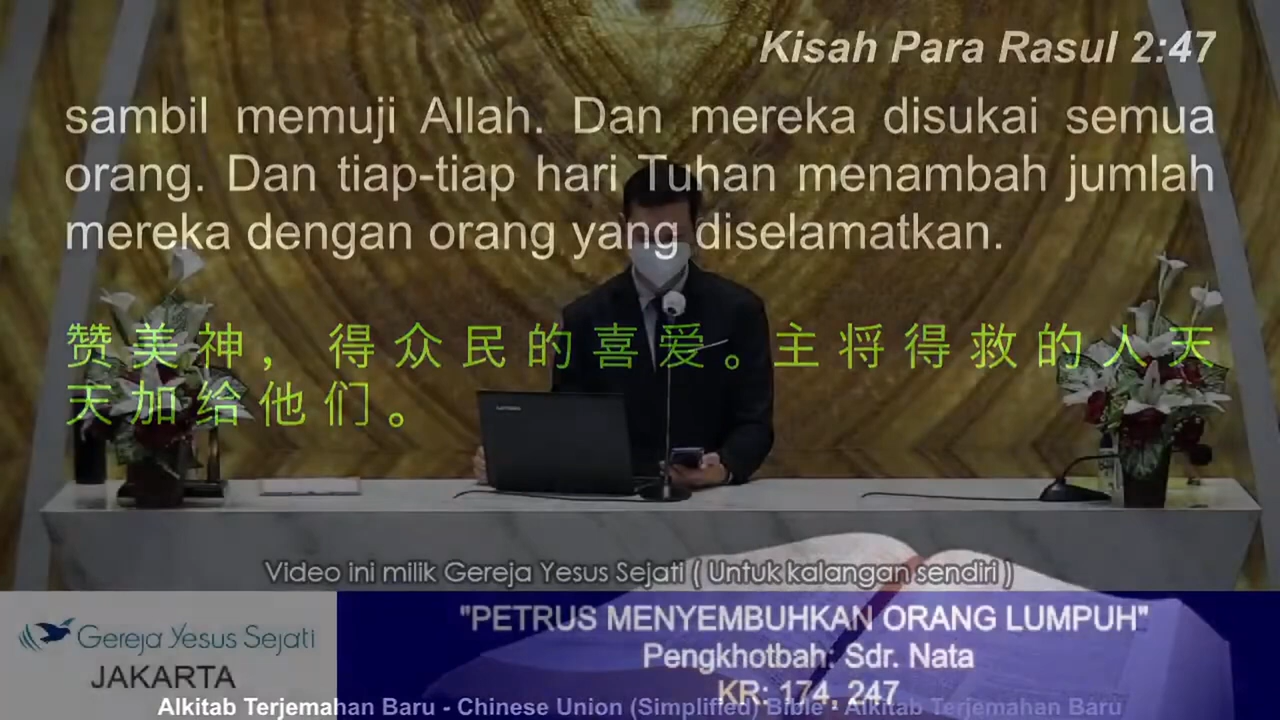 Kisah Para Rasul 2:47
sambil memuji Allah. Dan mereka disukai semua
orang. Dan tiap-tiap hari Tuhan menambah jumlah
mereka dengan orang yang diselamatkan.
赞美神，得众民的喜爱。主将得救的人天
天加给他们。
lenovo
Video ini milik Gereja Yesus Sejati ( Untuk kalangan sendiri )
Gereja Yesus Sejati
JAKARTA
"PETRUS MENYEMBUHKAN ORANG LUMPUH"
Pengkhotbah: Sdr. Nata
KR: 174, 247
Alkitab Terjemahan Baru - Chinese Union (Simplified) Bible - Alkitab Terjemahan Baru